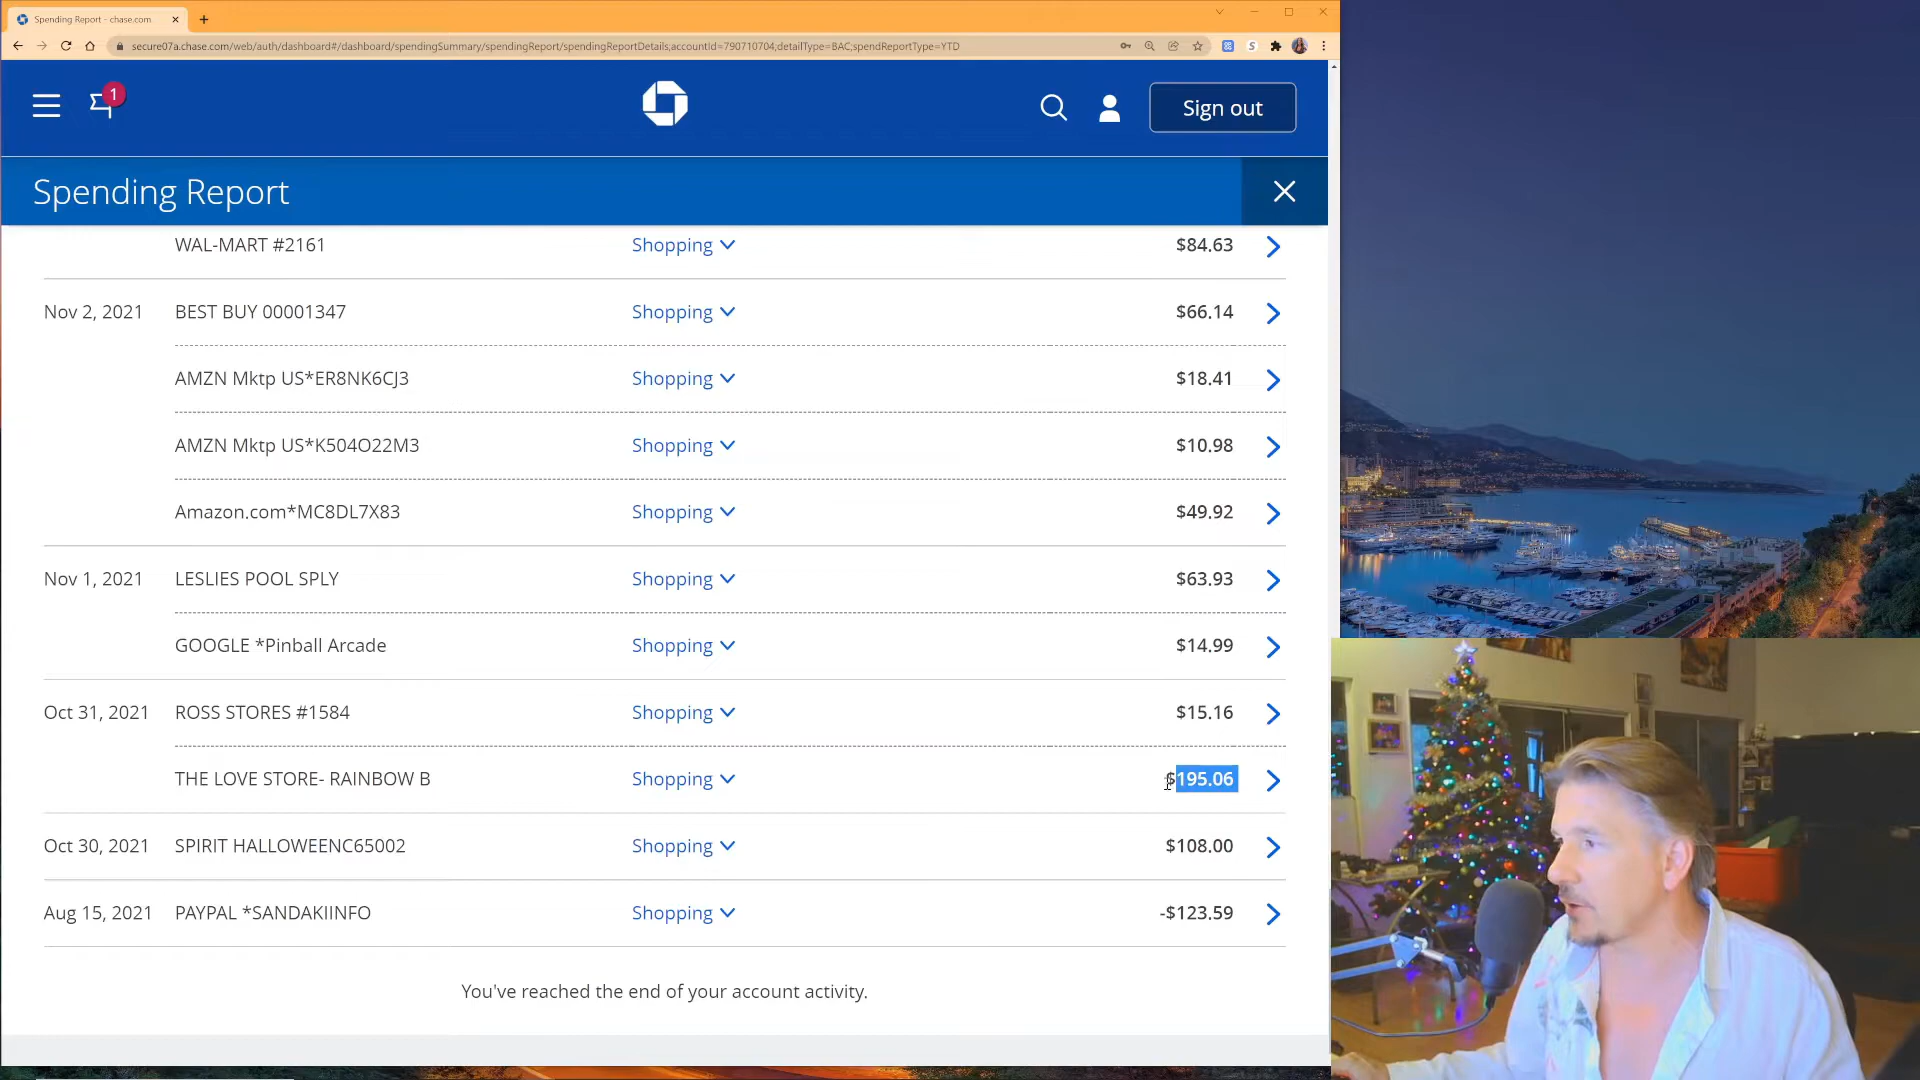 Spending Report - chase.com
secure07a.chase.com/web/auth/dashboard#/dashboard/spendingSummary/spendingReport/spendingReportDetails;accountId=790710704;detailType=BAC;spendReportType=YTD
1
Sign out
Spending Report
WAL-MART #2161 Shopping $84.63
Nov 2, 2021 BEST BUY 00001347 Shopping $66.14
AMZN Mktp US*ER8NK6CJ3 Shopping $18.41
AMZN Mktp US*K504O22M3 Shopping $10.98
Amazon.com*MC8DL7X83 Shopping $49.92
Nov 1, 2021 LESLIES POOL SPLY Shopping $63.93
GOOGLE *Pinball Arcade Shopping $14.99
Oct 31, 2021 ROSS STORES #1584 Shopping $15.16
THE LOVE STORE- RAINBOW B Shopping $195.06
Oct 30, 2021 SPIRIT HALLOWEENC65002 Shopping $108.00
Aug 15, 2021 PAYPAL *SANDAKIINFO Shopping -$123.59
You've reached the end of your account activity.